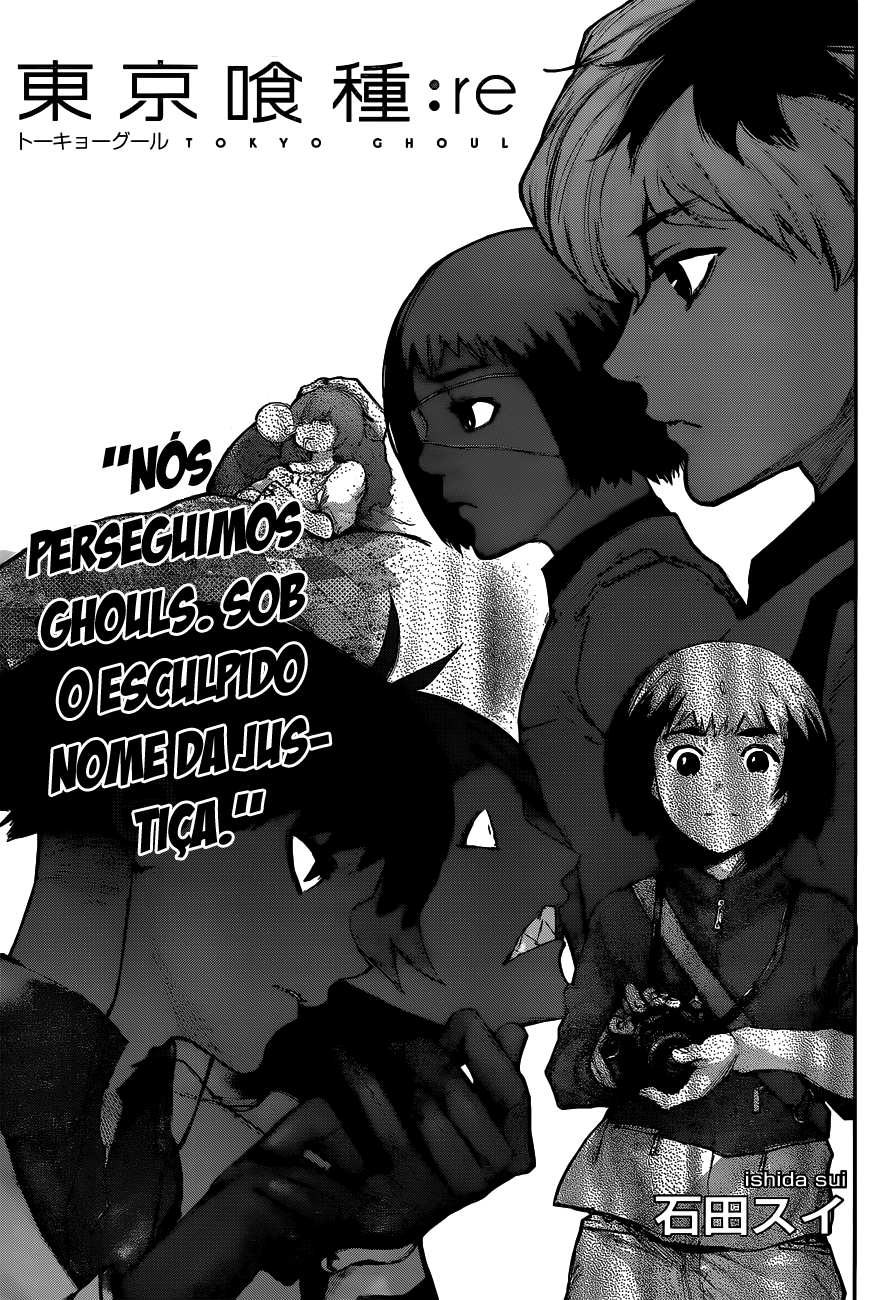 東京喰種:re
トーキョーグール TOKYO GHOUL
"NÓS
PERSEGUIMOS
GHOULS. SOB
O ESCULPIDO
NOME DA JUS-
TIÇA."
ishida sui
石田スイ